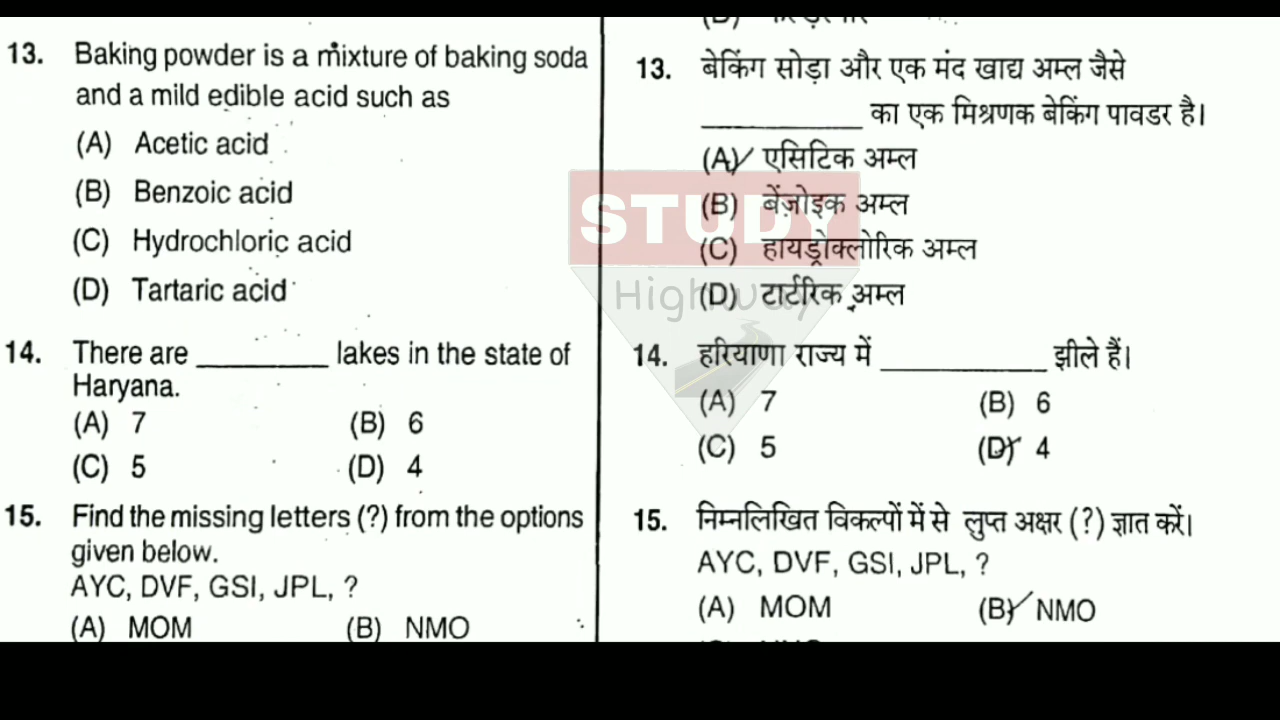 13. Baking powder is a mixture of baking soda
and a mild edible acid such as
(A) Acetic acid
(B) Benzoic acid
(C) Hydrochloric acid
(D) Tartaric acid
14. There are __________ lakes in the state of
Haryana.
(A) 7 (B) 6
(C) 5 (D) 4
15. Find the missing letters (?) from the options
given below.
AYC, DVF, GSI, JPL, ?
(A) MOM (B) NMO
13. बेकिंग सोड़ा और एक मंद खाद्य अम्ल जैसे
____________ का एक मिश्रणक बेकिंग पावडर है।
(A) एसिटिक अम्ल
(B) बेंज़ोइक अम्ल
(C) हायड्रोक्लोरिक अम्ल
(D) टार्टरिक अम्ल
14. हरियाणा राज्य में ____________ झीले हैं।
(A) 7 (B) 6
(C) 5 (D) 4
15. निम्नलिखित विकल्पों में से लुप्त अक्षर (?) ज्ञात करें।
AYC, DVF, GSI, JPL, ?
(A) MOM (B) NMO
STUDY
Highway